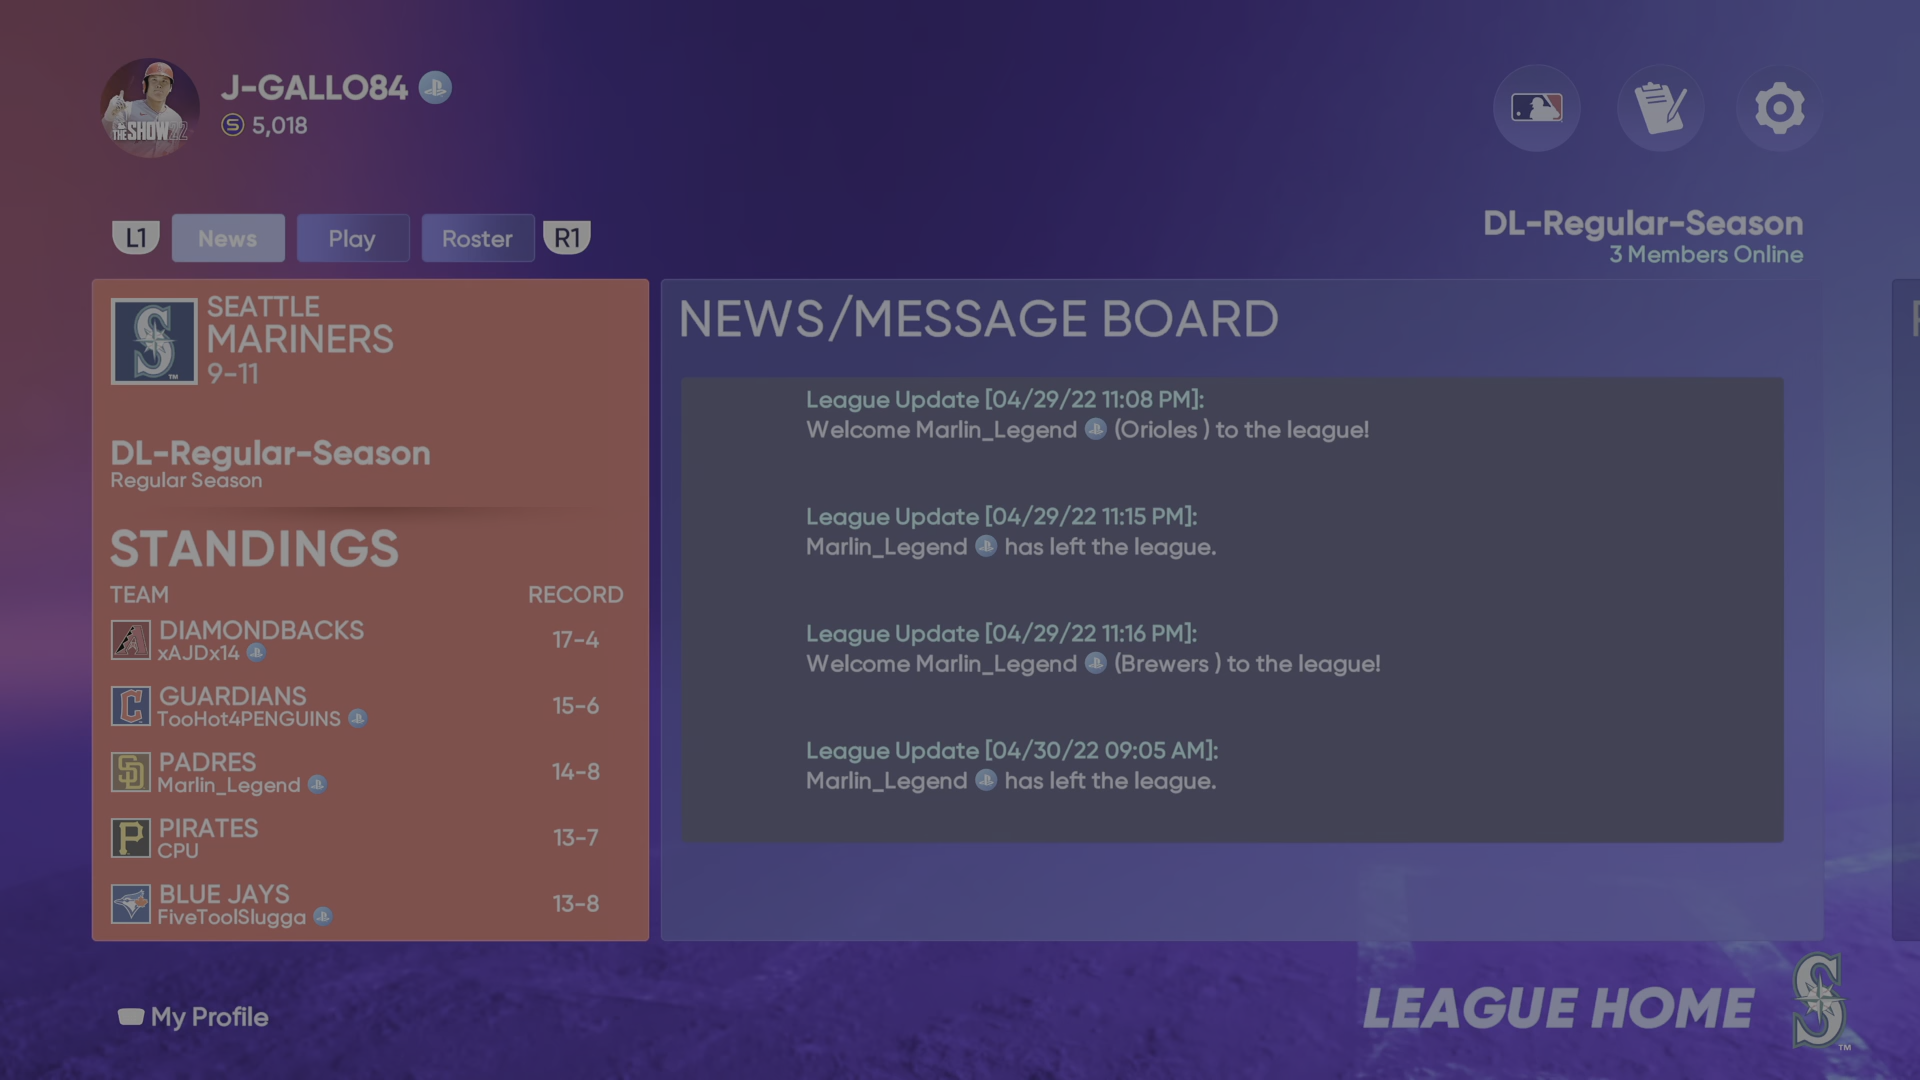 J-GALLO84
5,018
THE SHOW 22
L1
News
Play
Roster
R1
DL-Regular-Season
3 Members Online
SEATTLE
MARINERS
9-11
DL-Regular-Season
Regular Season
STANDINGS
TEAM RECORD
DIAMONDBACKS
xAJDx14
17-4
GUARDIANS
TooHot4PENGUINS
15-6
PADRES
Marlin_Legend
14-8
PIRATES
CPU
13-7
BLUE JAYS
FiveToolSlugga
13-8
NEWS/MESSAGE BOARD
League Update [04/29/22 11:08 PM]:
Welcome Marlin_Legend (Orioles ) to the league!
League Update [04/29/22 11:15 PM]:
Marlin_Legend has left the league.
League Update [04/29/22 11:16 PM]:
Welcome Marlin_Legend (Brewers ) to the league!
League Update [04/30/22 09:05 AM]:
Marlin_Legend has left the league.
My Profile
LEAGUE HOME